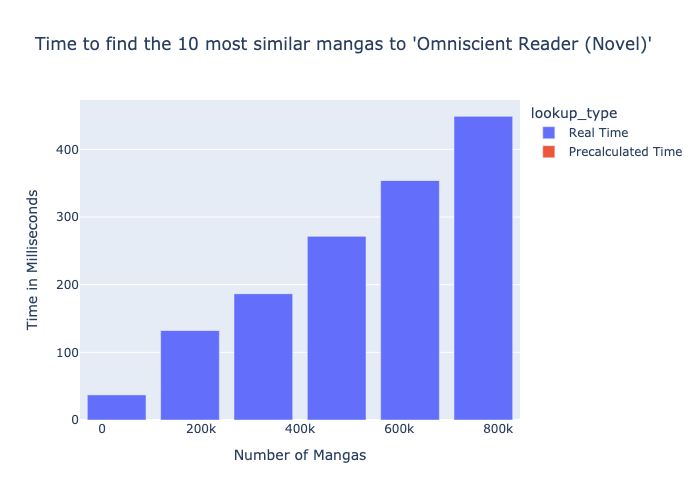 Time to find the 10 most similar mangas to 'Omniscient Reader (Novel)'
lookup_type
Real Time
Precalculated Time
Time in Milliseconds
400
300
200
100
0
0 200k 400k 600k 800k
Number of Mangas